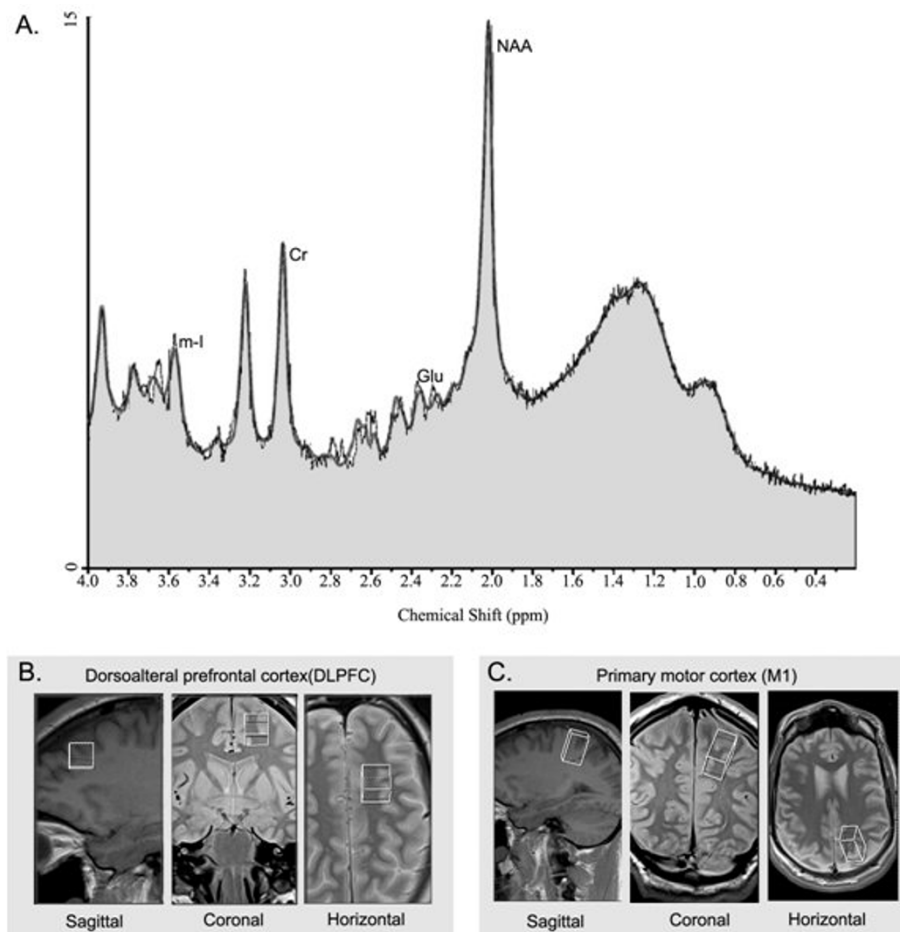 A.
15
NAA
Cr
m-I
Glu
0
4.0 3.8 3.6 3.4 3.2 3.0 2.8 2.6 2.4 2.2 2.0 1.8 1.6 1.4 1.2 1.0 0.8 0.6 0.4
Chemical Shift (ppm)
B. Dorsoalteral prefrontal cortex(DLPFC)
Sagittal Coronal Horizontal
C. Primary motor cortex (M1)
Sagittal Coronal Horizontal